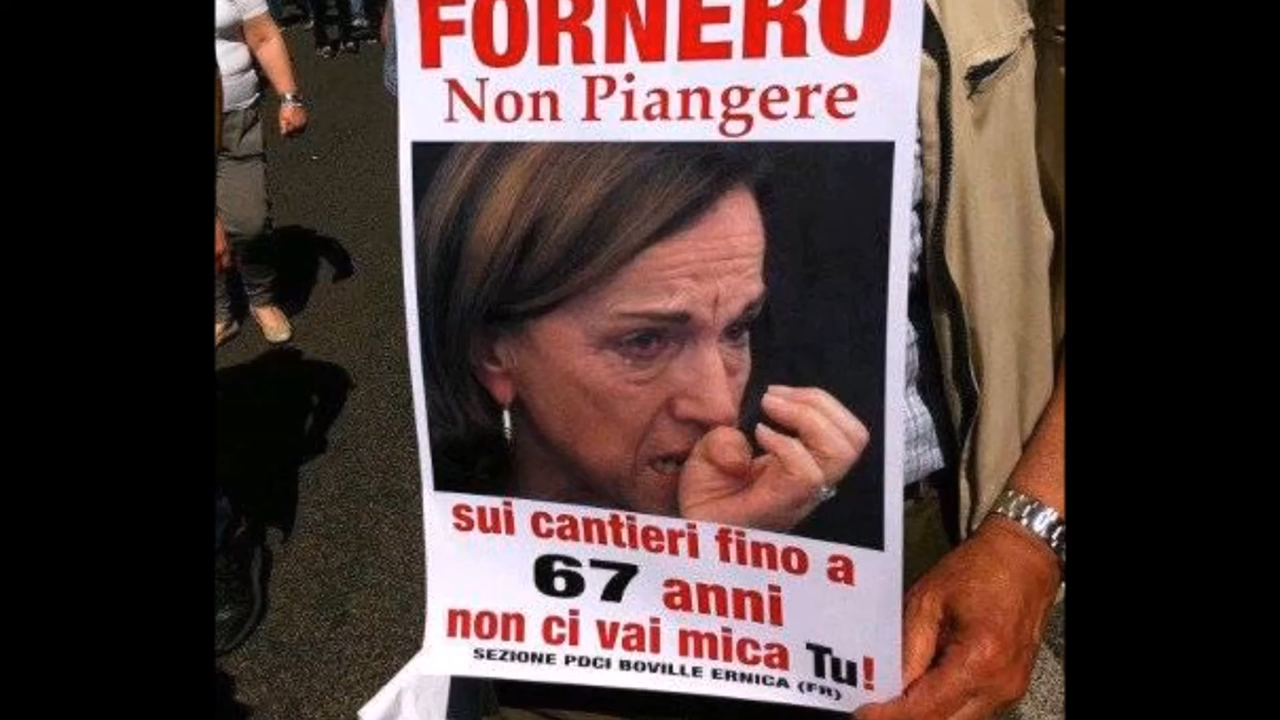 FORNERO
Non Piangere
sui cantieri fino a
67 anni
non ci vai mica Tu!
SEZIONE PDCI BOVILLE ERNICA (FR)